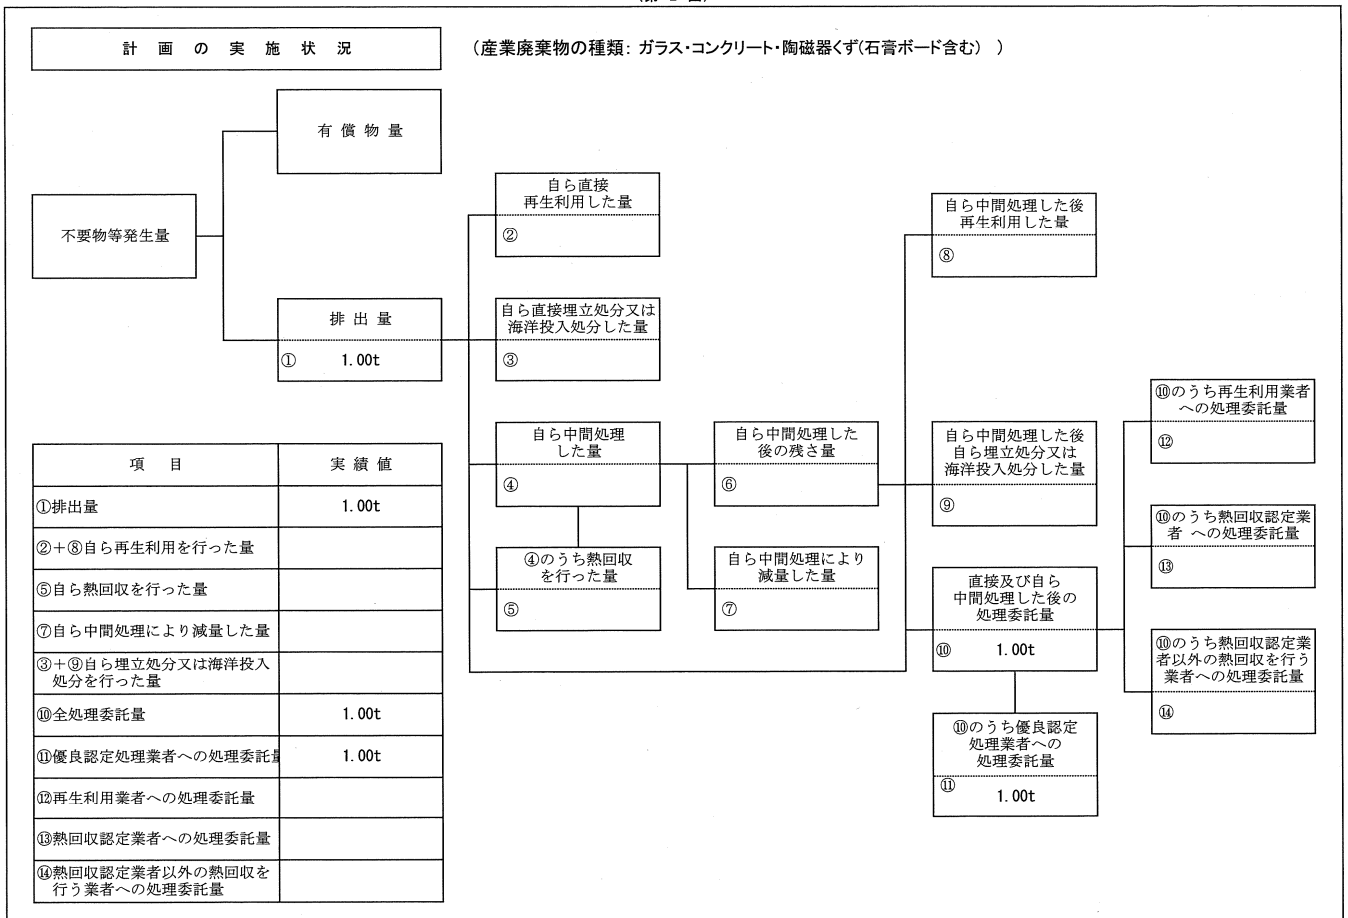 計画の実施状況
(産業廃棄物の種類: ガラス・コンクリート・陶磁器くず(石膏ボード含む) )
有償物量
不要物等発生量
排出量
① 1.00t
自ら直接
再生利用した量
②
自ら直接埋立処分又は
海洋投入処分した量
③
自ら中間処理
した量
④
④のうち熱回収
を行った量
⑤
自ら中間処理した
後の残さ量
⑥
自ら中間処理により
減量した量
⑦
自ら中間処理した後
再生利用した量
⑧
自ら中間処理した後
自ら埋立処分又は
海洋投入処分した量
⑨
直接及び自ら
中間処理した後の
処理委託量
⑩ 1.00t
⑩のうち優良認定
処理業者への
処理委託量
⑪
1.00t
⑩のうち再生利用業者
への処理委託量
⑫
⑩のうち熱回収認定業
者 への処理委託量
⑬
⑩のうち熱回収認定業
者以外の熱回収を行う
業者への処理委託量
⑭
項目 実績値
①排出量 1.00t
②+⑧自ら再生利用を行った量
⑤自ら熱回収を行った量
⑦自ら中間処理により減量した量
③+⑨自ら埋立処分又は海洋投入
処分を行った量
⑩全処理委託量 1.00t
⑪優良認定処理業者への処理委託量 1.00t
⑫再生利用業者への処理委託量
⑬熱回収認定業者への処理委託量
⑭熱回収認定業者以外の熱回収を
行う業者への処理委託量